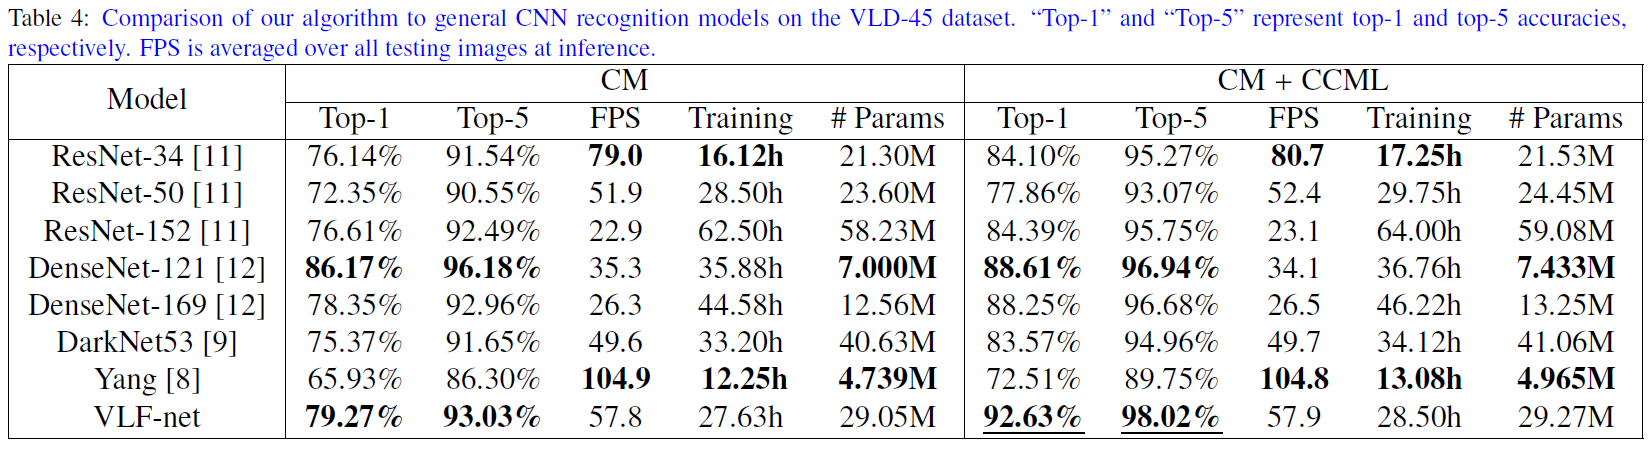 Table 4: Comparison of our algorithm to general CNN recognition models on the VLD-45 dataset. “Top-1” and “Top-5” represent top-1 and top-5 accuracies,
respectively. FPS is averaged over all testing images at inference.
Model CM CM + CCML
Top-1 Top-5 FPS Training # Params Top-1 Top-5 FPS Training # Params
ResNet-34 [11] 76.14% 91.54% 79.0 16.12h 21.30M 84.10% 95.27% 80.7 17.25h 21.53M
ResNet-50 [11] 72.35% 90.55% 51.9 28.50h 23.60M 77.86% 93.07% 52.4 29.75h 24.45M
ResNet-152 [11] 76.61% 92.49% 22.9 62.50h 58.23M 84.39% 95.75% 23.1 64.00h 59.08M
DenseNet-121 [12] 86.17% 96.18% 35.3 35.88h 7.000M 88.61% 96.94% 34.1 36.76h 7.433M
DenseNet-169 [12] 78.35% 92.96% 26.3 44.58h 12.56M 88.25% 96.68% 26.5 46.22h 13.25M
DarkNet53 [9] 75.37% 91.65% 49.6 33.20h 40.63M 83.57% 94.96% 49.7 34.12h 41.06M
Yang [8] 65.93% 86.30% 104.9 12.25h 4.739M 72.51% 89.75% 104.8 13.08h 4.965M
VLF-net 79.27% 93.03% 57.8 27.63h 29.05M 92.63% 98.02% 57.9 28.50h 29.27M